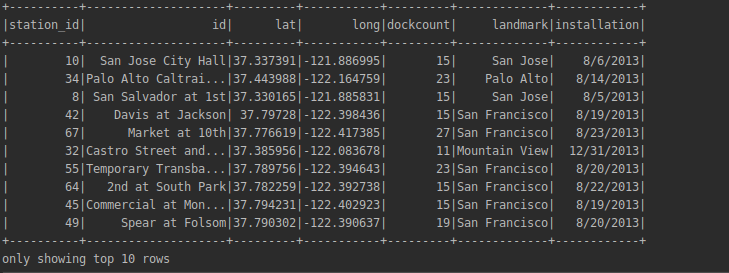 +----------+--------------------+---------+-----------+---------+-------------+------------+
|station_id|                  id|      lat|       long|dockcount|     landmark|installation|
+----------+--------------------+---------+-----------+---------+-------------+------------+
|        10|  San Jose City Hall|37.337391|-121.886995|       15|     San Jose|    8/6/2013|
|        34|Palo Alto Caltrai...|37.443988|-122.164759|       23|    Palo Alto|   8/14/2013|
|         8| San Salvador at 1st|37.330165|-121.885831|       15|     San Jose|    8/5/2013|
|        42|    Davis at Jackson| 37.79728|-122.398436|       15|San Francisco|   8/19/2013|
|        67|      Market at 10th|37.776619|-122.417385|       27|San Francisco|   8/23/2013|
|        32|Castro Street and...|37.385956|-122.083678|       11|Mountain View|  12/31/2013|
|        55|Temporary Transba...|37.789756|-122.394643|       23|San Francisco|   8/20/2013|
|        64|   2nd at South Park|37.782259|-122.392738|       15|San Francisco|   8/22/2013|
|        45|Commercial at Mon...|37.794231|-122.402923|       15|San Francisco|   8/19/2013|
|        49|     Spear at Folsom|37.790302|-122.390637|       19|San Francisco|   8/20/2013|
+----------+--------------------+---------+-----------+---------+-------------+------------+
only showing top 10 rows